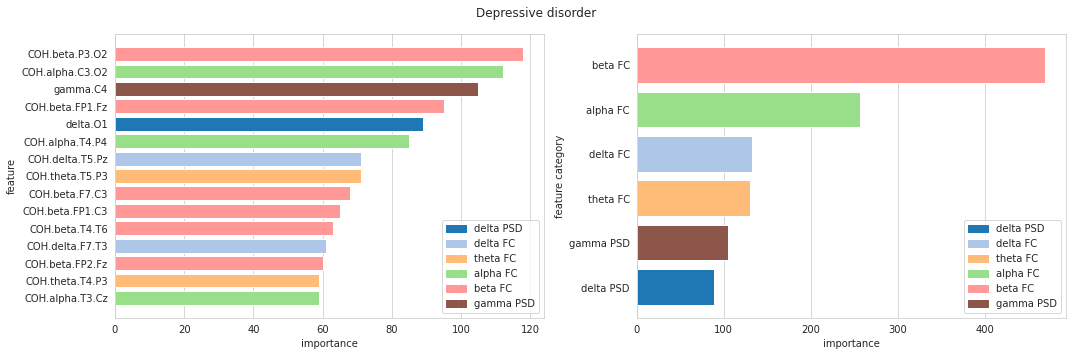 Depressive disorder
feature
COH.beta.P3.O2
COH.alpha.C3.O2
gamma.C4
COH.beta.FP1.Fz
delta.O1
COH.alpha.T4.P4
COH.delta.T5.Pz
COH.theta.T5.P3
COH.beta.F7.C3
COH.beta.FP1.C3
COH.beta.T4.T6
COH.delta.F7.T3
COH.beta.FP2.Fz
COH.theta.T4.P3
COH.alpha.T3.Cz
0 20 40 60 80 100 120
importance
delta PSD
delta FC
theta FC
alpha FC
beta FC
gamma PSD
feature category
beta FC
alpha FC
delta FC
theta FC
gamma PSD
delta PSD
0 100 200 300 400
importance
delta PSD
delta FC
theta FC
alpha FC
beta FC
gamma PSD